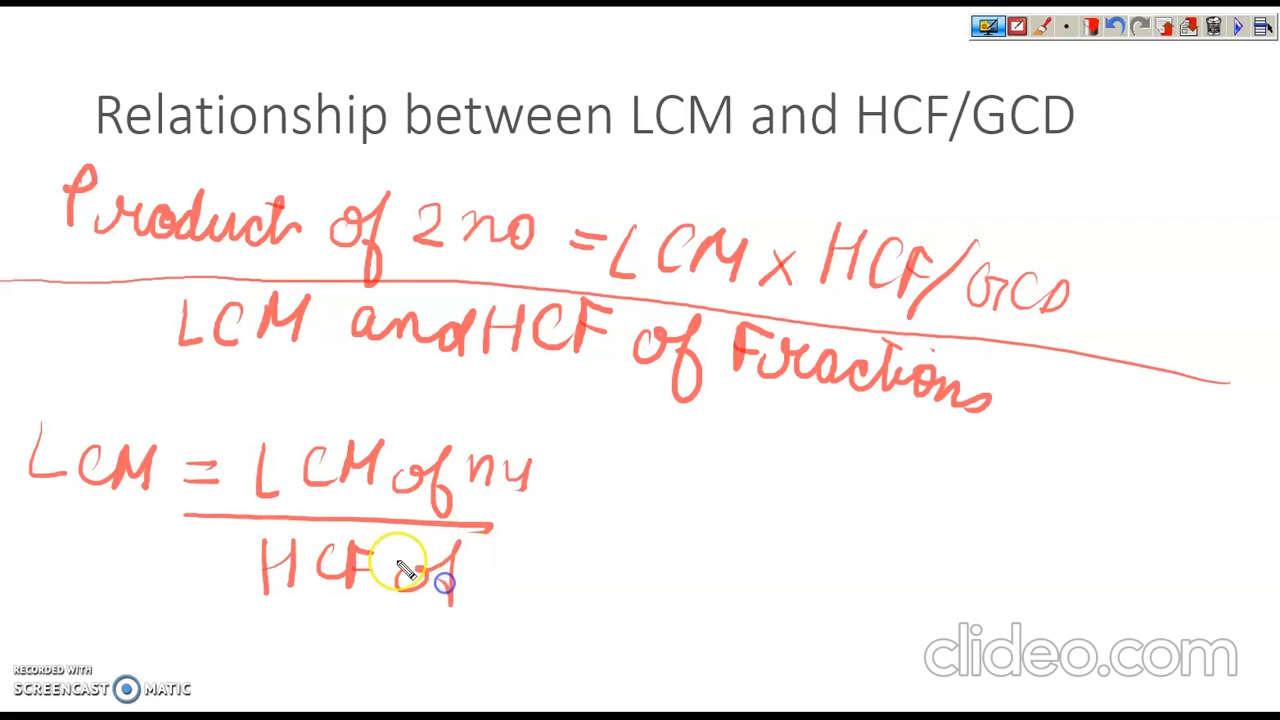 Relationship between LCM and HCF/GCD
Product of 2 no = LCM x HCF/GCD
LCM and HCF of Fractions
LCM = LCM of nu
HCF of
clideo.com
RECORDED WITH
SCREENCAST MATIC